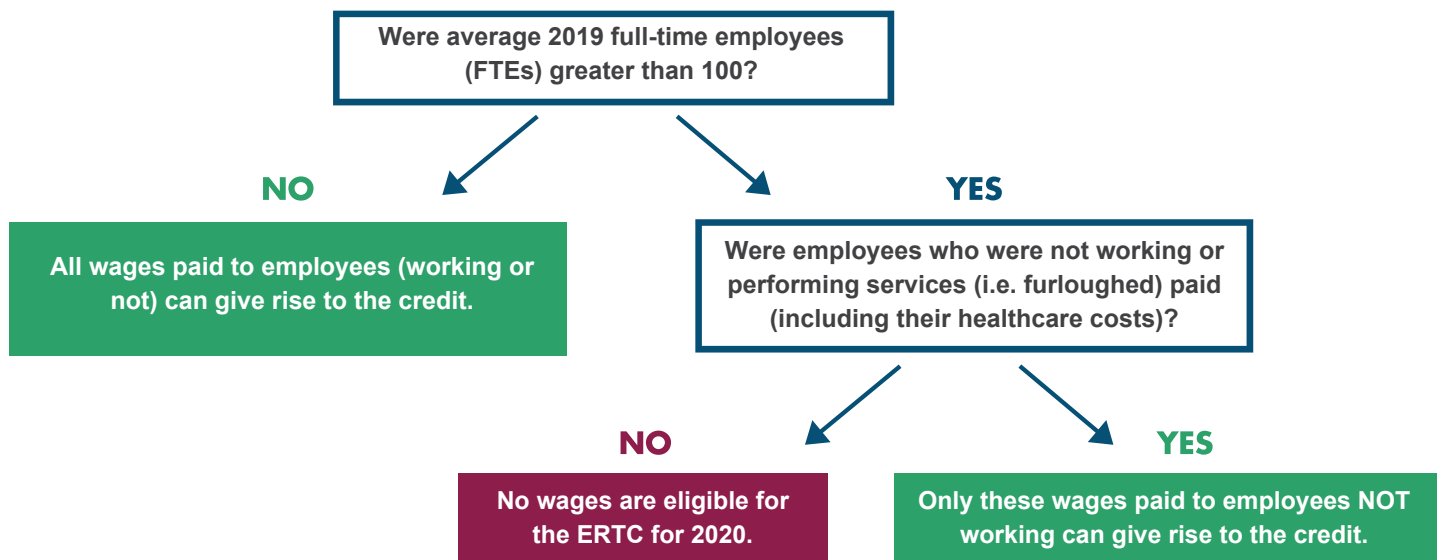 Were average 2019 full-time employees
(FTEs) greater than 100?
NO
YES
All wages paid to employees (working or
not) can give rise to the credit.
Were employees who were not working or
performing services (i.e. furloughed) paid
(including their healthcare costs)?
NO
YES
No wages are eligible for
the ERTC for 2020.
Only these wages paid to employees NOT
working can give rise to the credit.